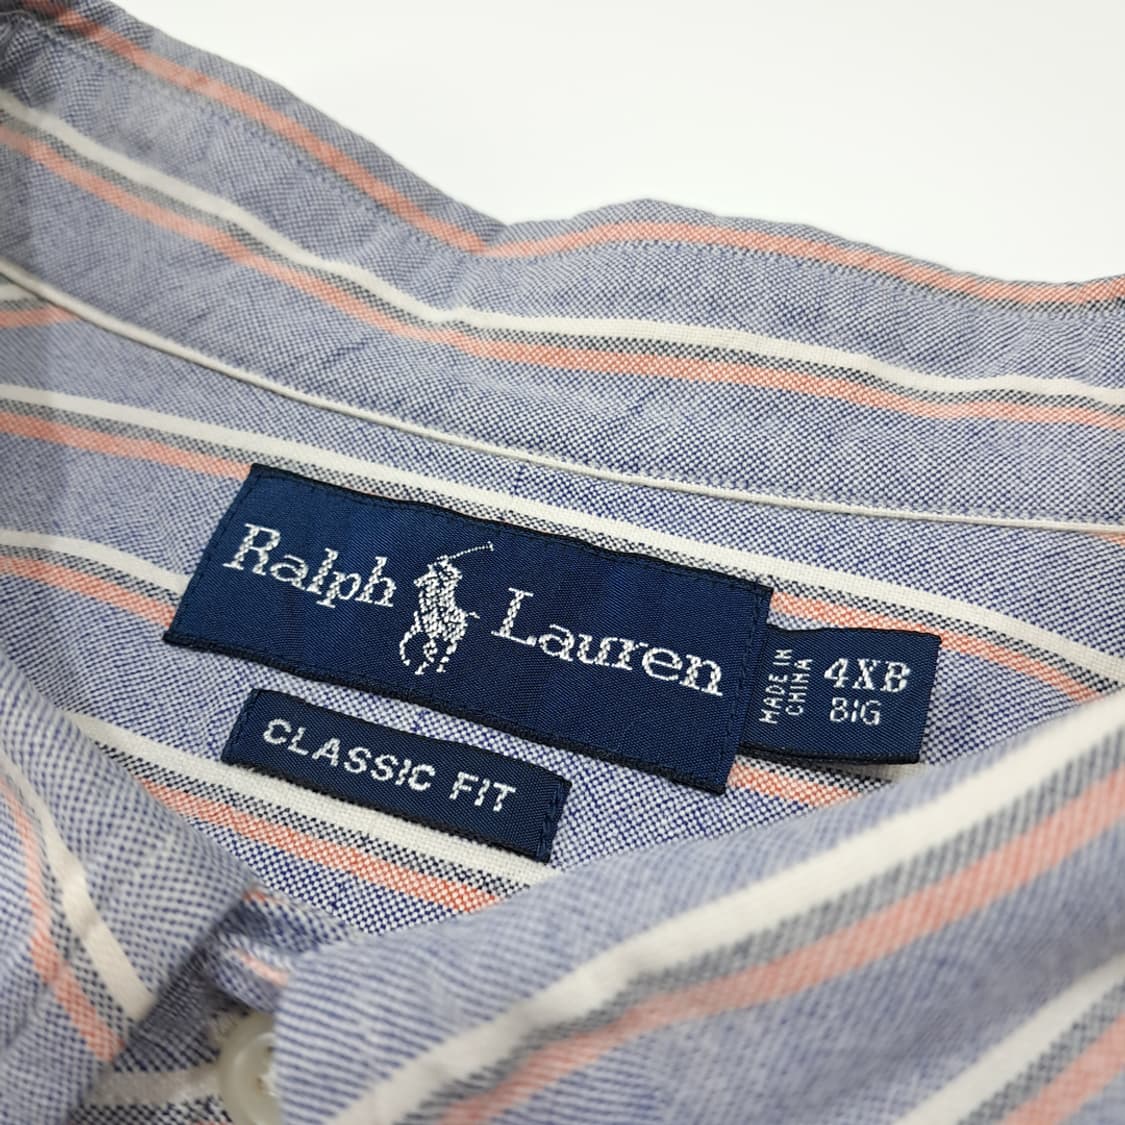 Ralph Lauren
MADE IN
CHINA
4XB
BIG
CLASSIC FIT